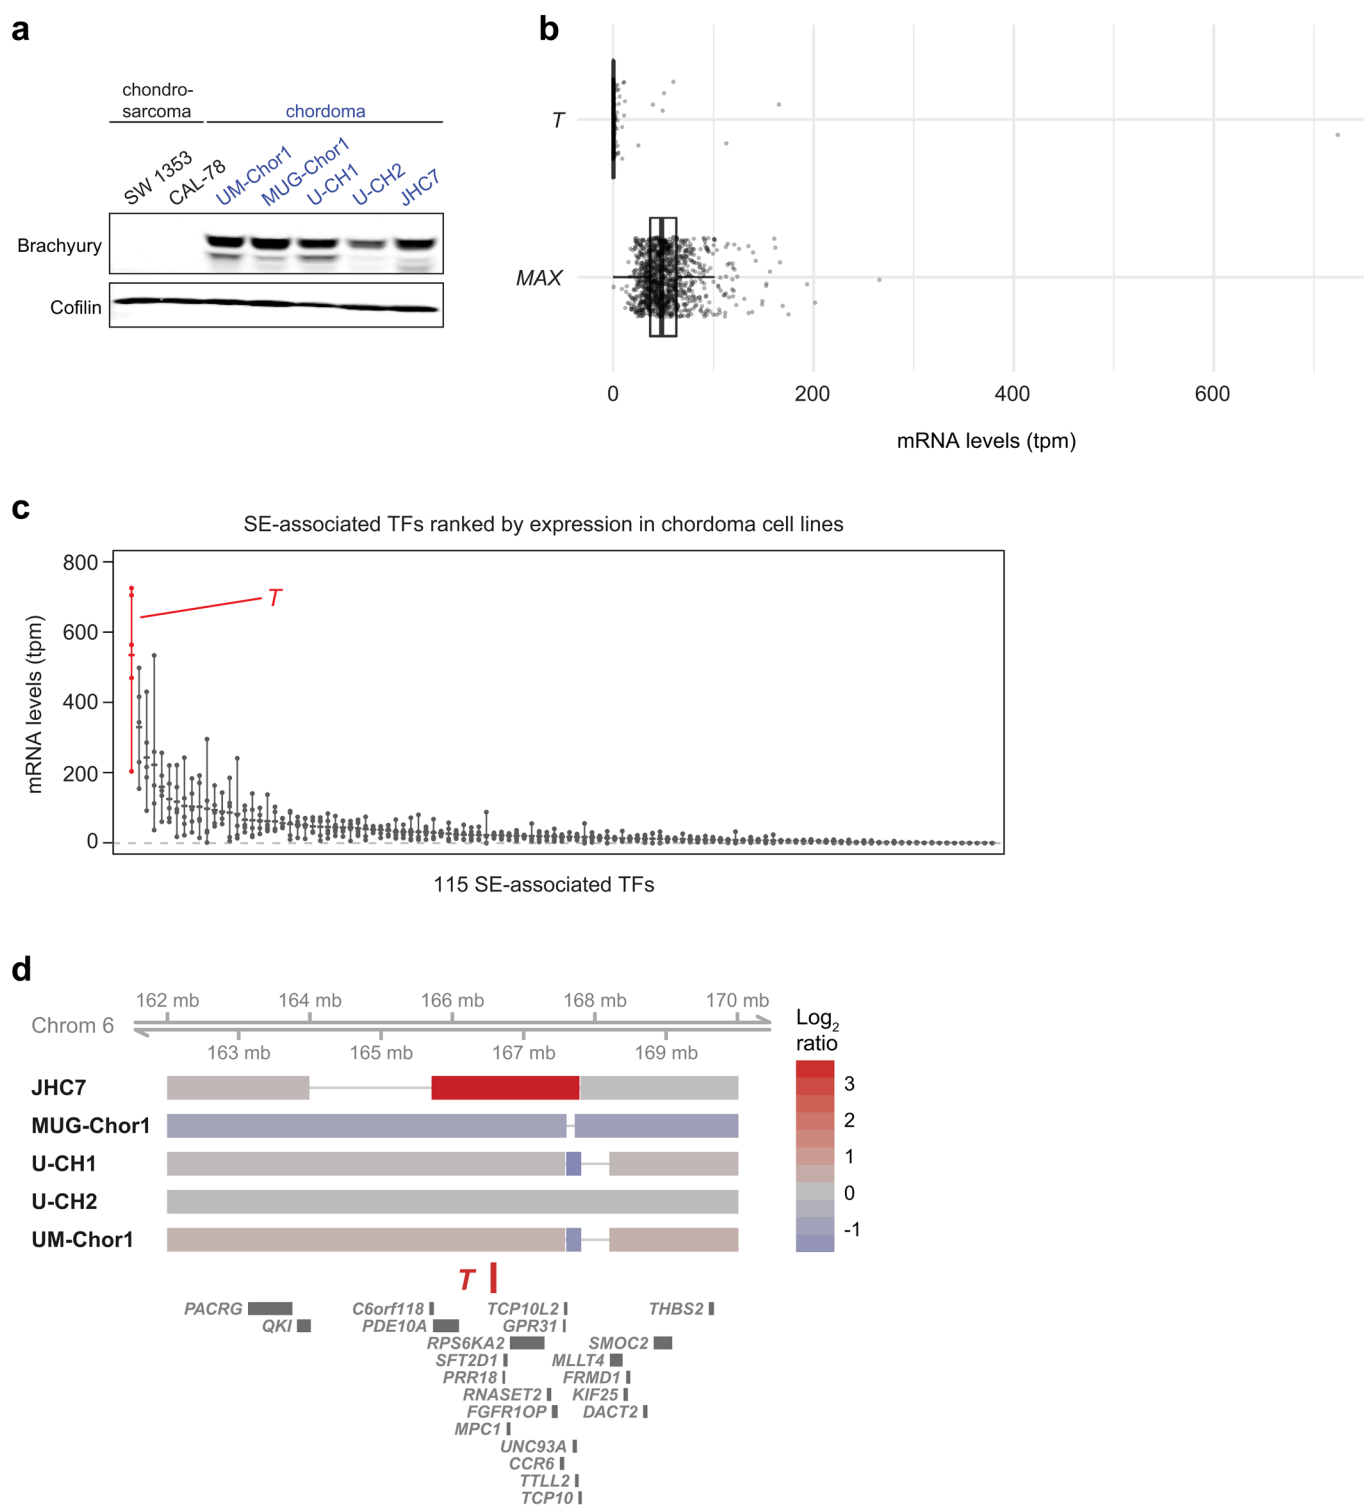 a
chondro-
sarcoma
chordoma
SW 1353
CAL-78
UM-Chor1
MUG-Chor1
U-CH1
U-CH2
JHC7
Brachyury
Cofilin
b
T
MAX
0
200
400
600
mRNA levels (tpm)
c
SE-associated TFs ranked by expression in chordoma cell lines
mRNA levels (tpm)
800
600
400
200
0
T
115 SE-associated TFs
d
162 mb 164 mb 166 mb 168 mb 170 mb
Chrom 6
163 mb 165 mb 167 mb 169 mb
JHC7
MUG-Chor1
U-CH1
U-CH2
UM-Chor1
Log2
ratio
3
2
1
0
-1
T
PACRG C6orf118 TCP10L2 THBS2
QKI PDE10A GPR31
RPS6KA2 SMOC2
SFT2D1 MLLT4
PRR18 FRMD1
RNASET2 KIF25
FGFR1OP DACT2
MPC1
UNC93A
CCR6
TTLL2
TCP10